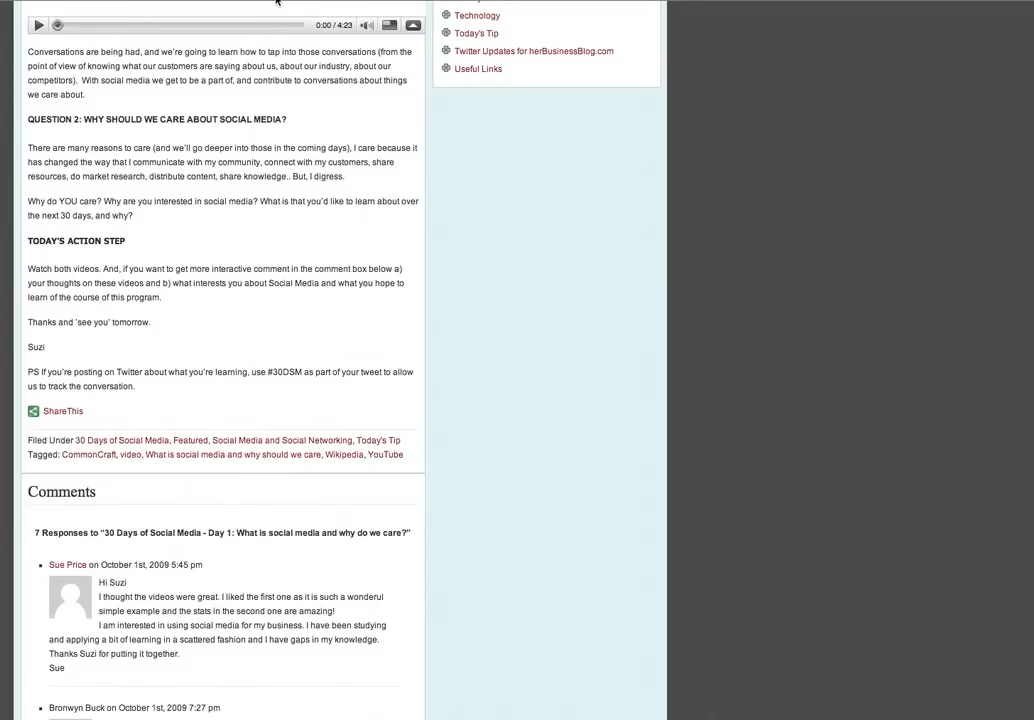 0:00 / 4:23
Conversations are being had, and we're going to learn how to tap into those conversations (from the
point of view of knowing what our customers are saying about us, about our industry, about our
competitors).  With social media we get to be a part of, and contribute to conversations about things
we care about.
QUESTION 2: WHY SHOULD WE CARE ABOUT SOCIAL MEDIA?
There are many reasons to care (and we'll go deeper into those in the coming days), I care because it
has changed the way that I communicate with my community, connect with my customers, share
resources, do market research, distribute content, share knowledge.. But, I digress.
Why do YOU care? Why are you interested in social media? What is that you'd like to learn about over
the next 30 days, and why?
TODAY'S ACTION STEP
Watch both videos. And, if you want to get more interactive comment in the comment box below a)
your thoughts on these videos and b) what interests you about Social Media and what you hope to
learn of the course of this program.
Thanks and 'see you' tomorrow.
Suzi
PS If you're posting on Twitter about what you're learning, use #30DSM as part of your tweet to allow
us to track the conversation.
ShareThis
Filed Under 30 Days of Social Media, Featured, Social Media and Social Networking, Today's Tip
Tagged: CommonCraft, video, What is social media and why should we care, Wikipedia, YouTube
Comments
7 Responses to "30 Days of Social Media - Day 1: What is social media and why do we care?"
Sue Price on October 1st, 2009 5:45 pm
Hi Suzi
I thought the videos were great. I liked the first one as it is such a wonderul
simple example and the stats in the second one are amazing!
I am interested in using social media for my business. I have been studying
and applying a bit of learning in a scattered fashion and I have gaps in my knowledge.
Thanks Suzi for putting it together.
Sue
Bronwyn Buck on October 1st, 2009 7:27 pm
Technology
Today's Tip
Twitter Updates for herBusinessBlog.com
Useful Links